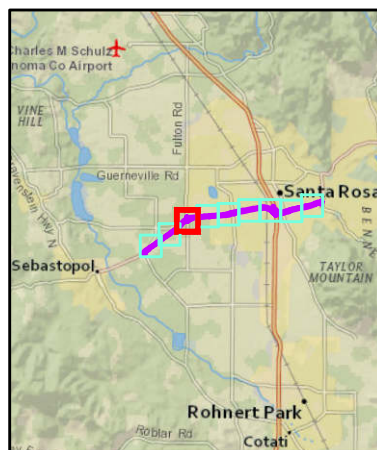 Charles M Schulz
noma Co Airport
Fulton Rd
VINE
HILL
Guerneville Rd
Santa Rosa
Sebastopol
TAYLOR
MOUNTAIN
Rohnert Park
Roblar Rd
Cotati